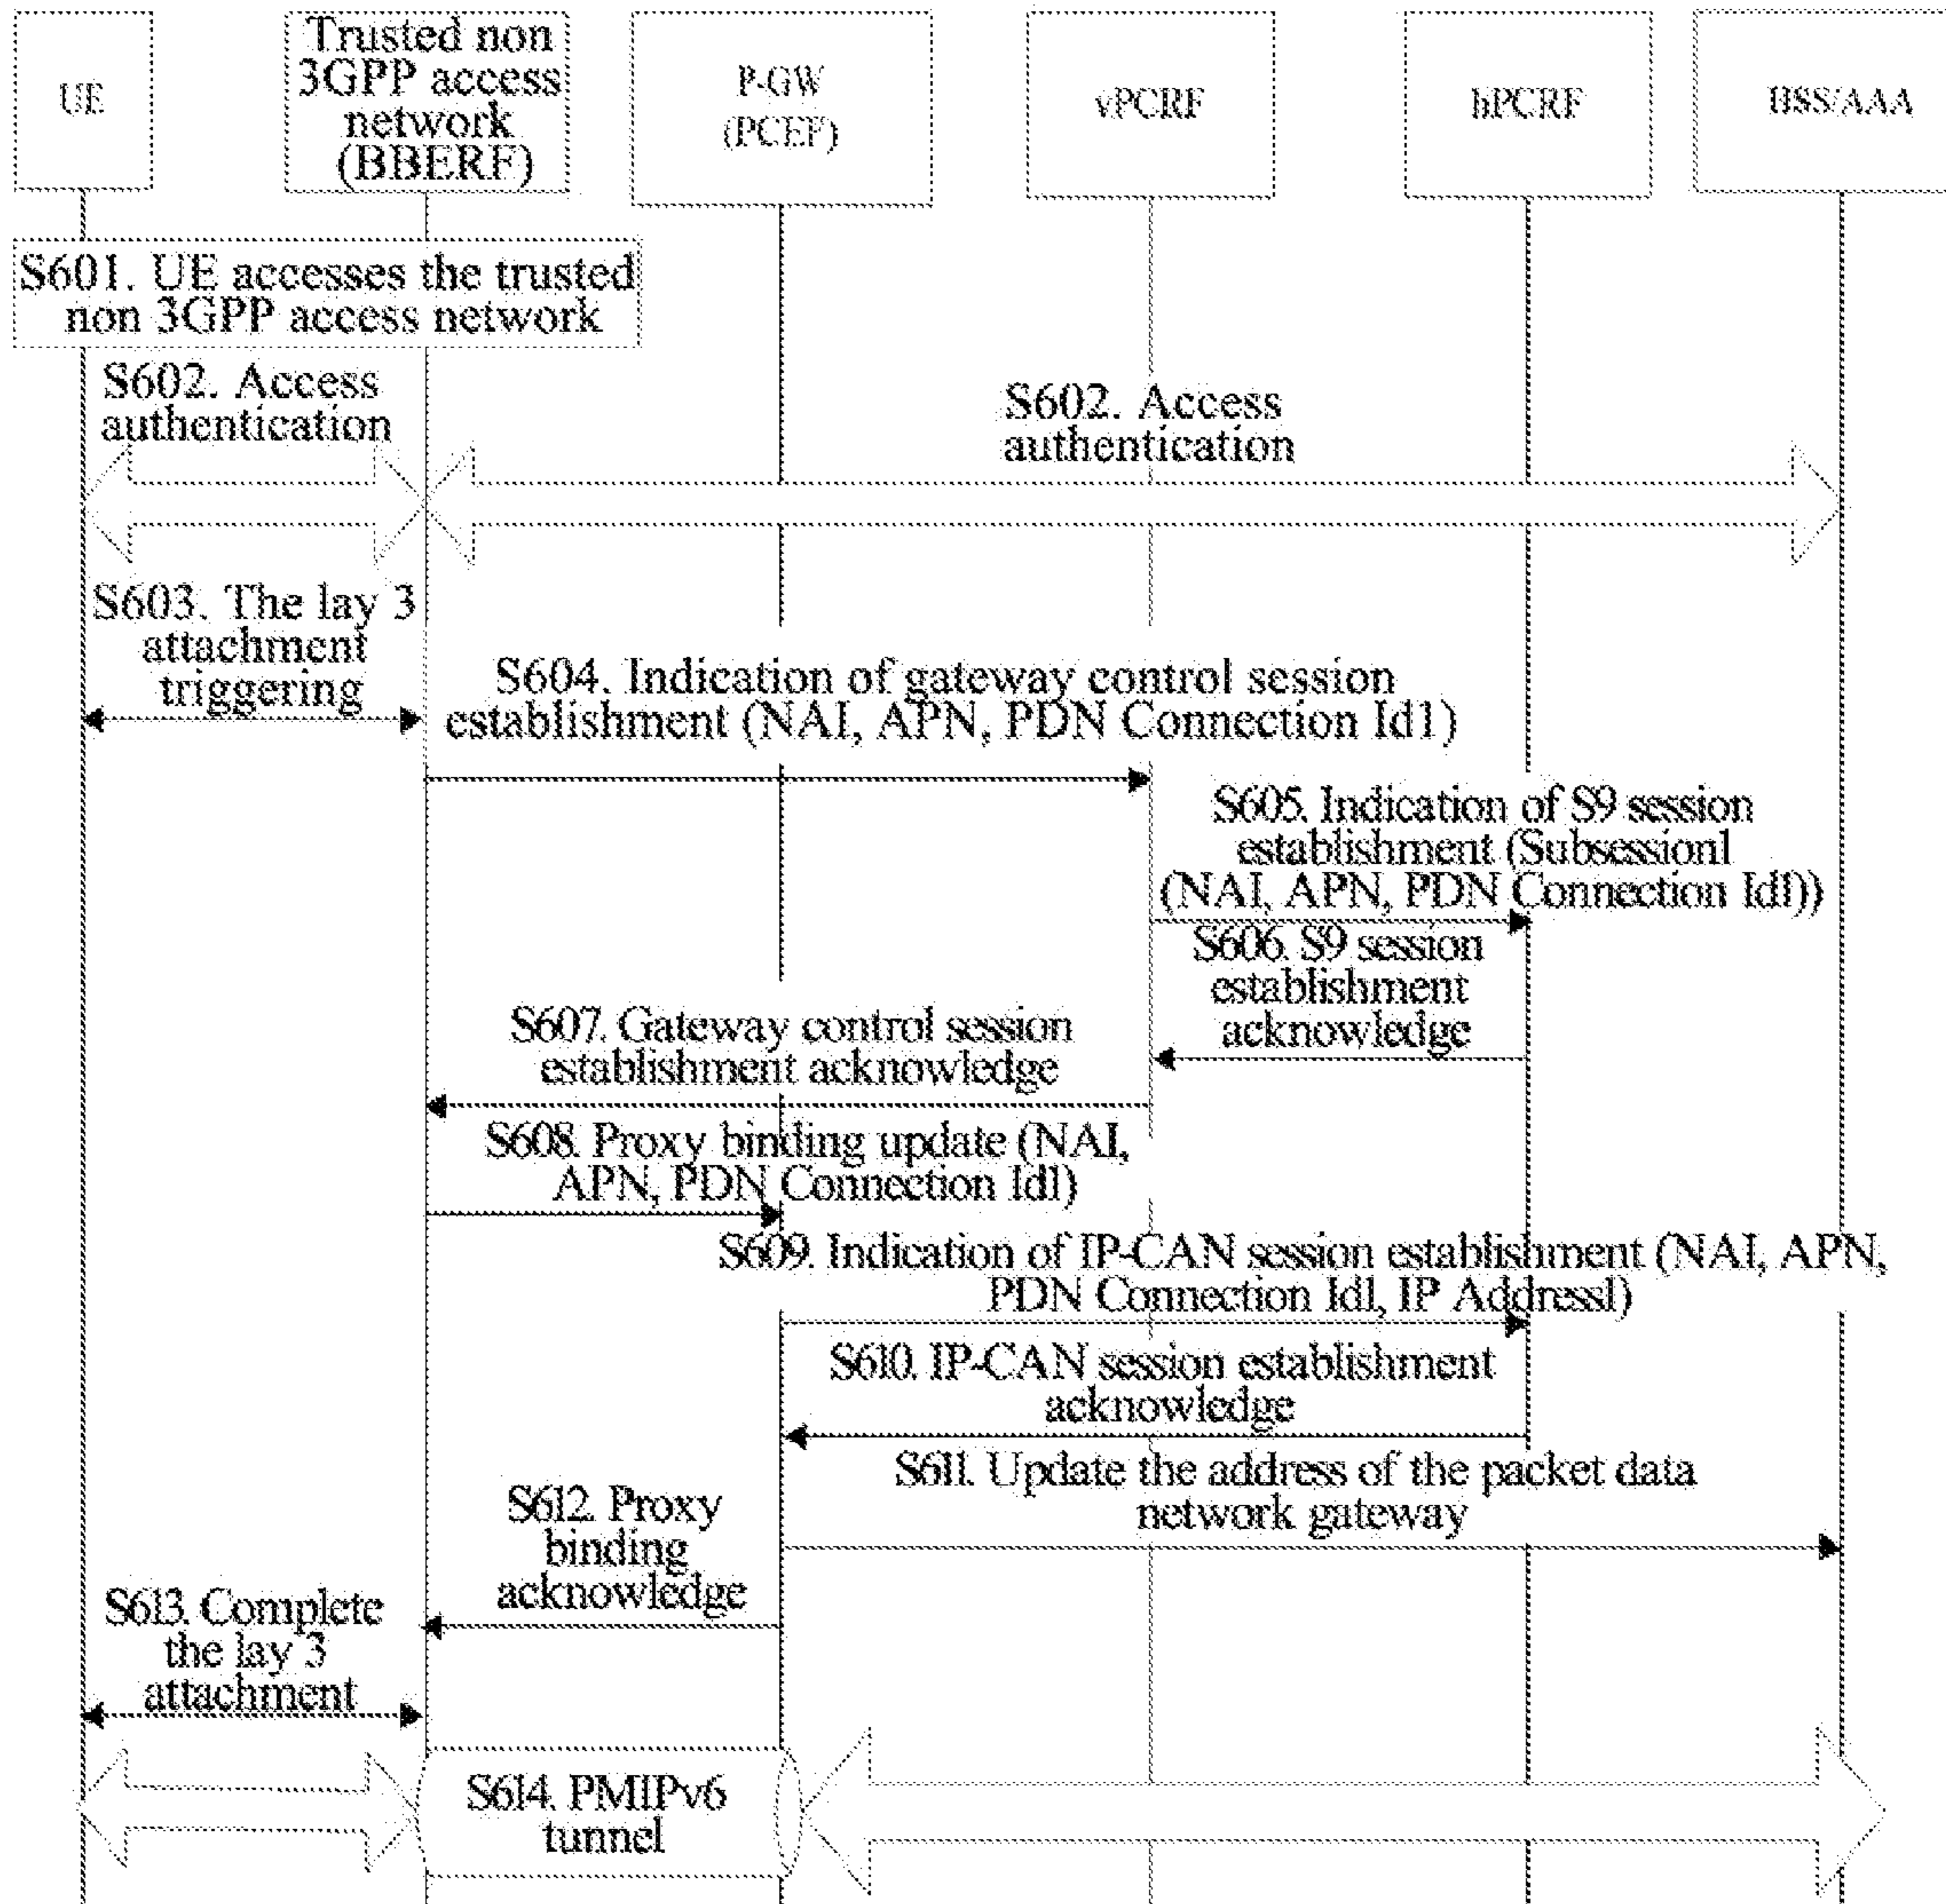 UE
Trusted non
3GPP access
network
(BBERF)
P-GW
(PCEF)
vPCRF
hPCRF
HSS/AAA
S601. UE accesses the trusted
non 3GPP access network
S602. Access
authentication
S602. Access
authentication
S603. The lay 3
attachment
triggering
S604. Indication of gateway control session
establishment (NAI, APN, PDN Connection Id1)
S605. Indication of S9 session
establishment (Subsession1
(NAI, APN, PDN Connection Id1))
S606. S9 session
establishment
acknowledge
S607. Gateway control session
establishment acknowledge
S608. Proxy binding update (NAI,
APN, PDN Connection Id1)
S609. Indication of IP-CAN session establishment (NAI, APN,
PDN Connection Id1, IP Address1)
S610. IP-CAN session establishment
acknowledge
S611. Update the address of the packet data
network gateway
S612. Proxy
binding
acknowledge
S613. Complete
the lay 3
attachment
S614. PMIPv6
tunnel